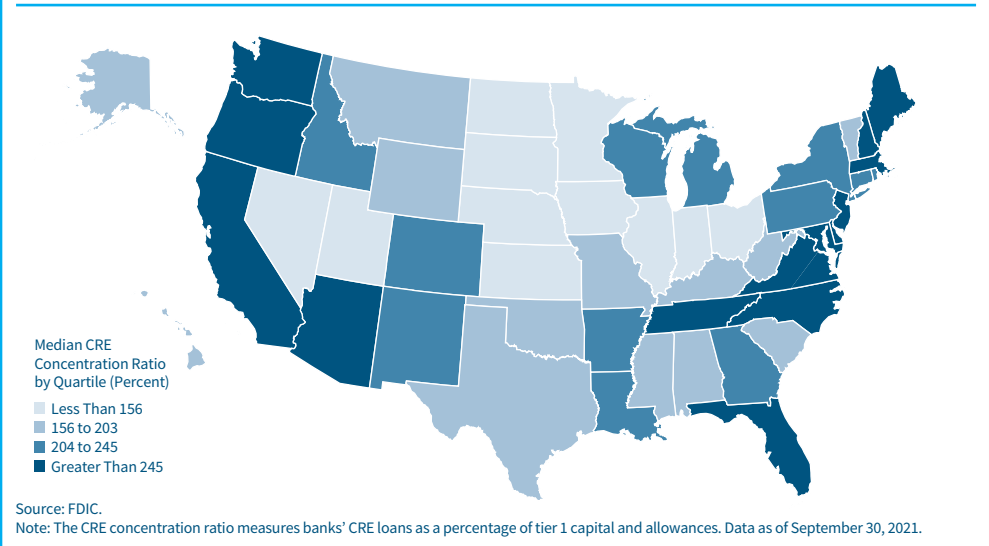 Median CRE
Concentration Ratio
by Quartile (Percent)
Less Than 156
156 to 203
204 to 245
Greater Than 245
Source: FDIC.
Note: The CRE concentration ratio measures banks’ CRE loans as a percentage of tier 1 capital and allowances. Data as of September 30, 2021.